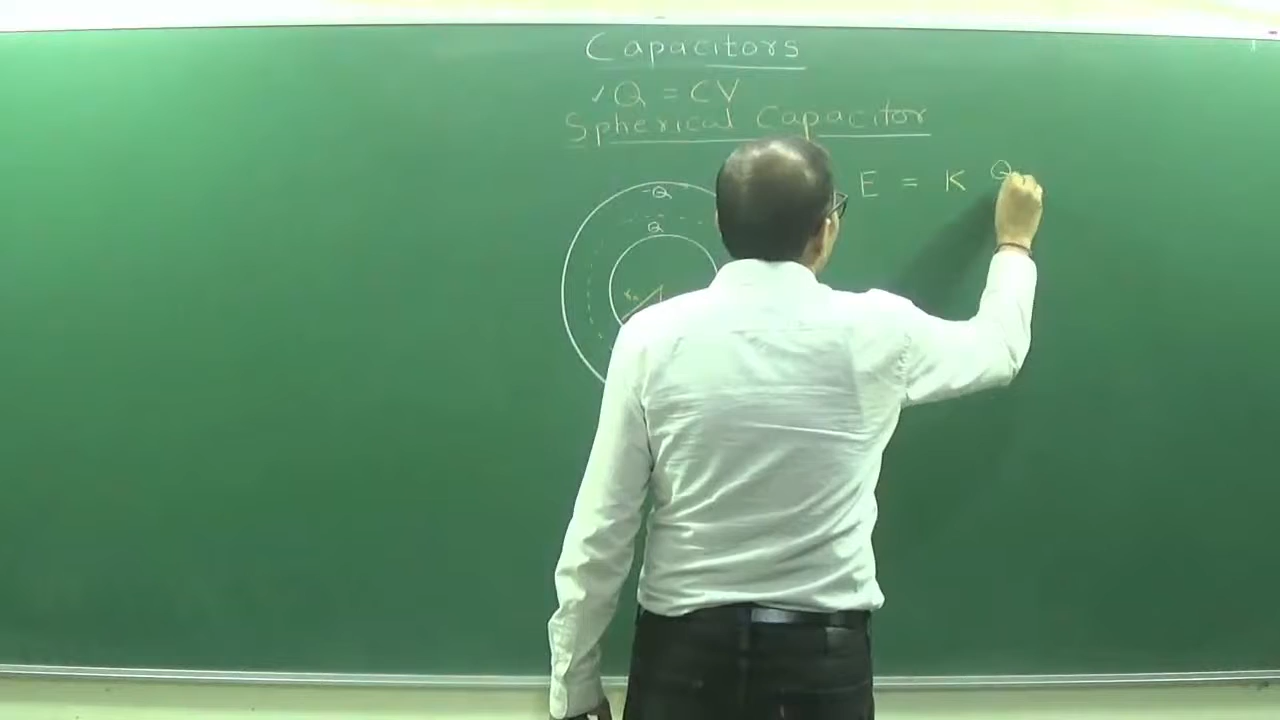 Capacitors
✓ Q = CV
Spherical Capacitor
E = K Q
-Q
Q